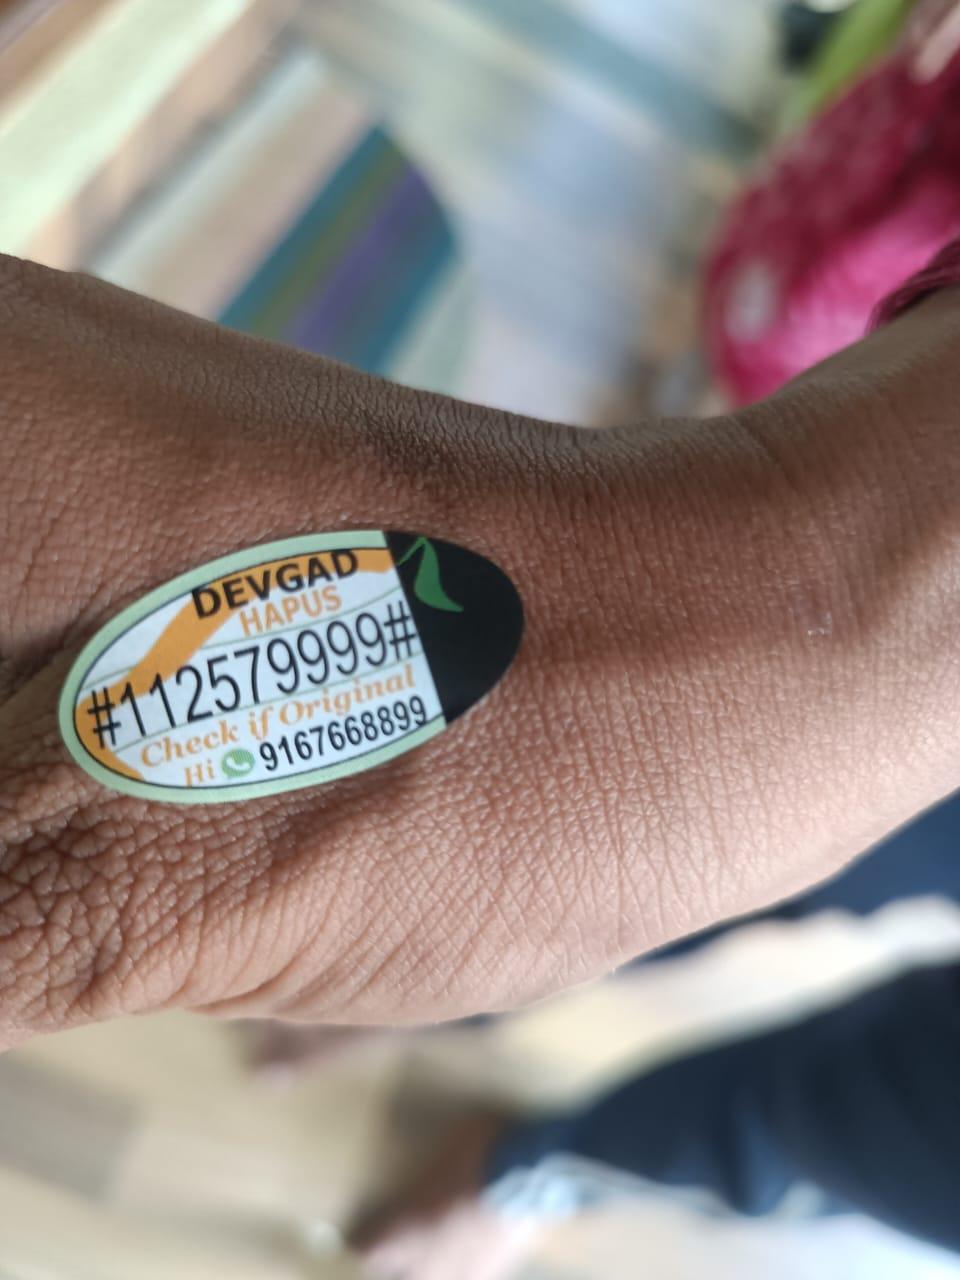 DEVGAD
HAPUS
#112579999#
Check if Original
Hi 9167668899